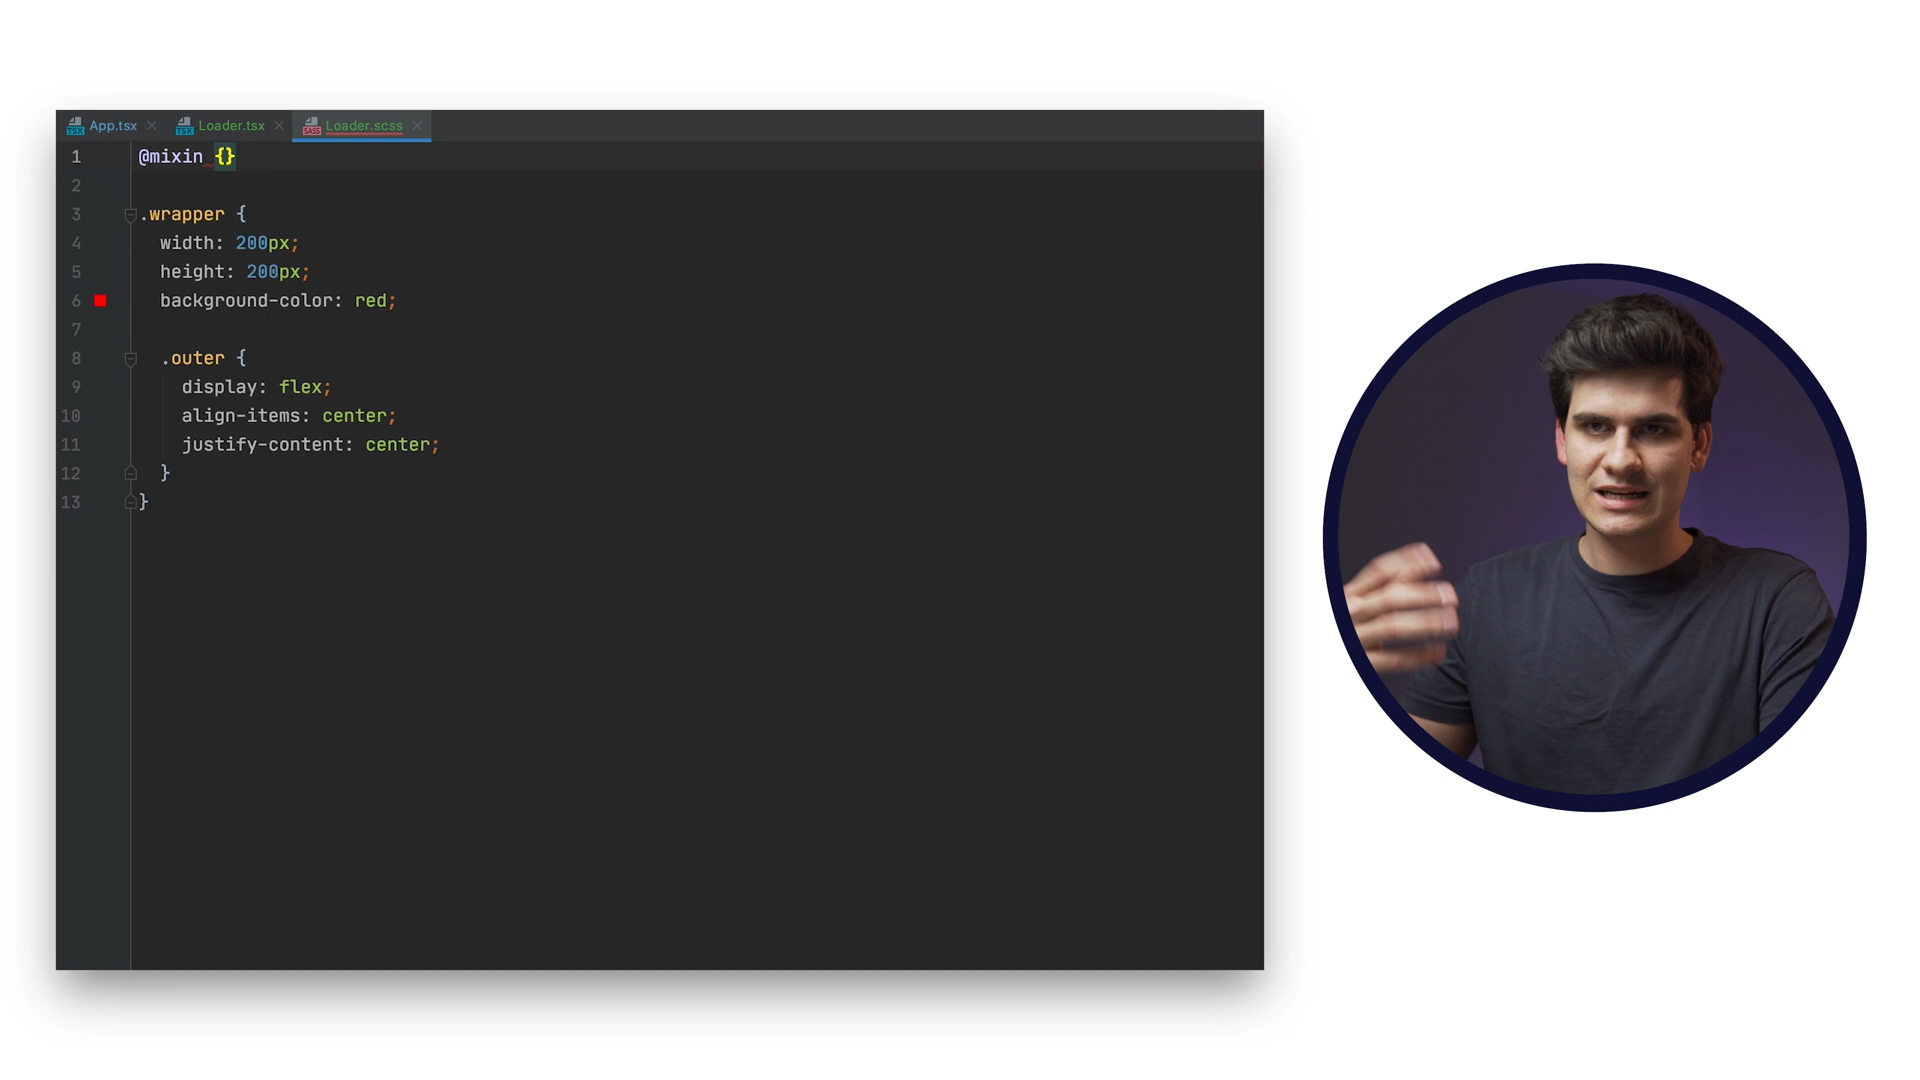 App.tsx Loader.tsx Loader.scss
1 @mixin {}
2
3 .wrapper {
4 width: 200px;
5 height: 200px;
6 background-color: red;
7
8 .outer {
9 display: flex;
10 align-items: center;
11 justify-content: center;
12 }
13 }